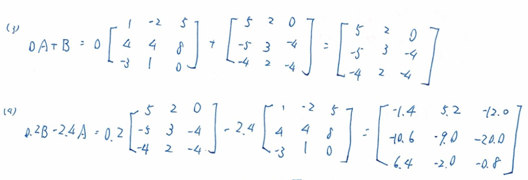 (3) 0A+B = 0 [1 -2 5; 4 4 8; -3 1 0] + [5 2 0; -5 3 -4; -4 2 -4] = [5 2 0; -5 3 -4; -4 2 -4]
(4) 0.2B-2.4A = 0.2 [5 2 0; -5 3 -4; -4 2 -4] - 2.4 [1 -2 5; 4 4 8; -3 1 0] = [-1.4 5.2 -12.0; -10.6 -9.0 -20.0; 6.4 -2.0 -0.8]